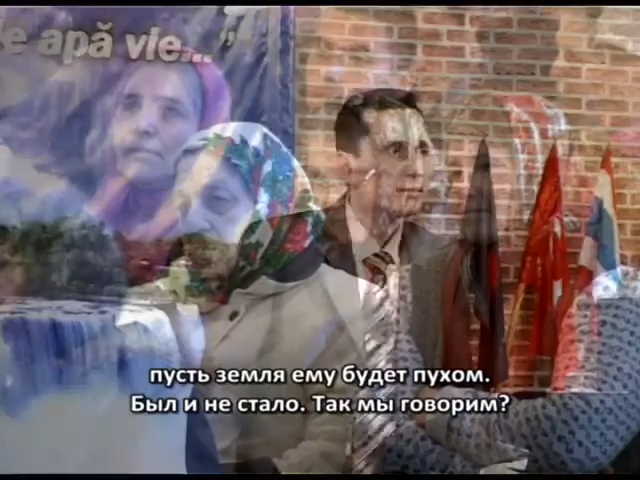 e apă vie..."
пусть земля ему будет пухом.
Был и не стало. Так мы говорим?